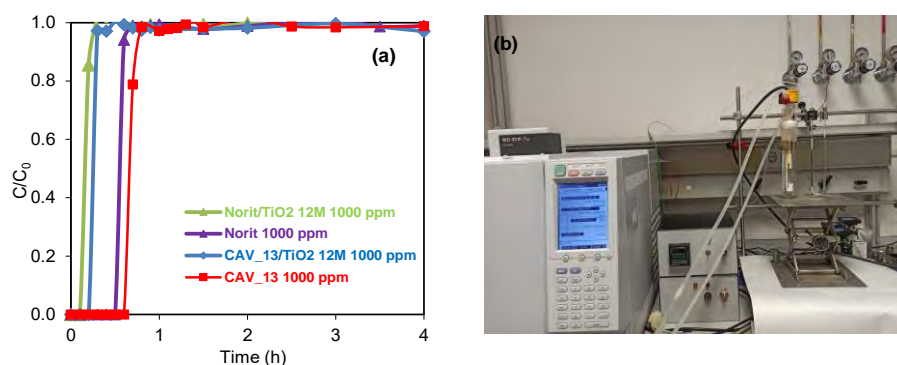 (a)
C/C0
1.0
0.8
0.6
0.4
0.2
0.0
Norit/TiO2 12M 1000 ppm
Norit 1000 ppm
CAV_13/TiO2 12M 1000 ppm
CAV_13 1000 ppm
0 1 2 3 4
Time (h)
(b)